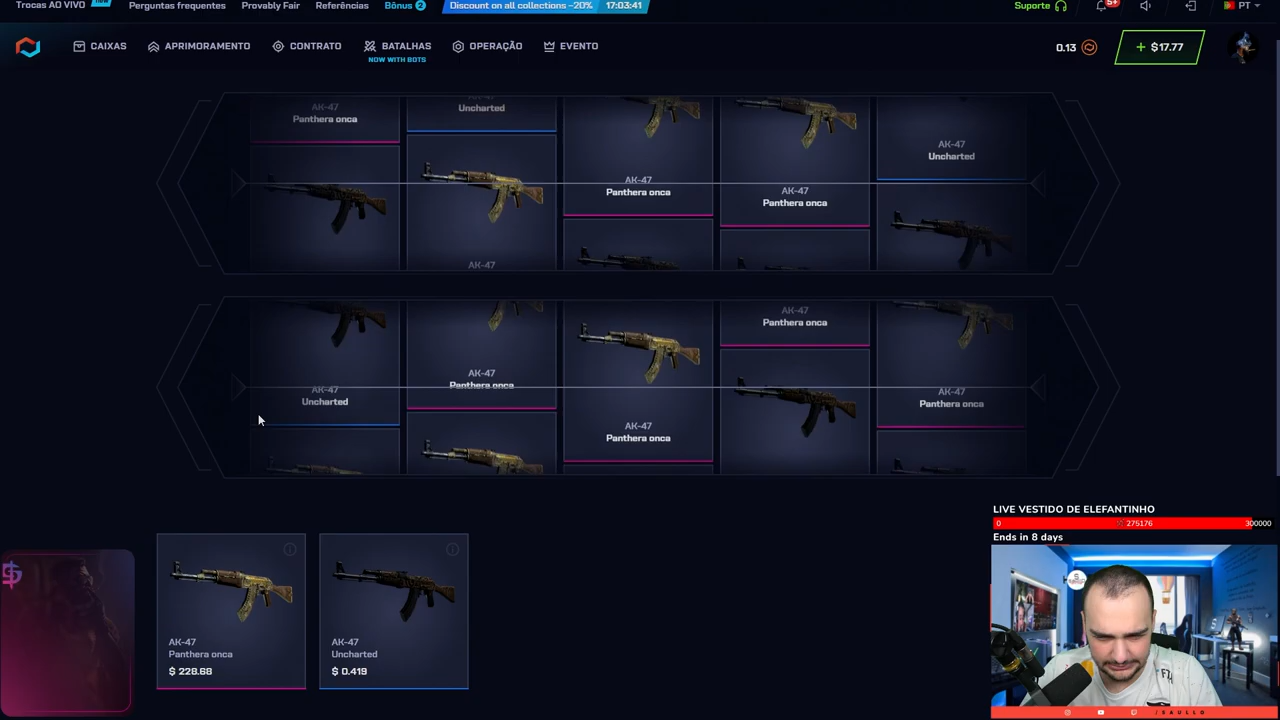 Trocas AO VIVO
Perguntas frequentes
Provably Fair
Referências
Bônus 2
Discount on all collections -20%
17:03:41
Suporte
5+
PT
CAIXAS
APRIMORAMENTO
CONTRATO
BATALHAS
NOW WITH BOTS
OPERAÇÃO
EVENTO
0.13
+ $17.77
AK-47
Panthera onca
Uncharted
AK-47
AK-47
Panthera onca
AK-47
Panthera onca
AK-47
Uncharted
AK-47
Uncharted
AK-47
Panthera onca
AK-47
Panthera onca
AK-47
Panthera onca
AK-47
Panthera onca
AK-47
Panthera onca
$ 228.68
AK-47
Uncharted
$ 0.419
LIVE VESTIDO DE ELEFANTINHO
0
275176
300000
Ends in 8 days
/SAULLO